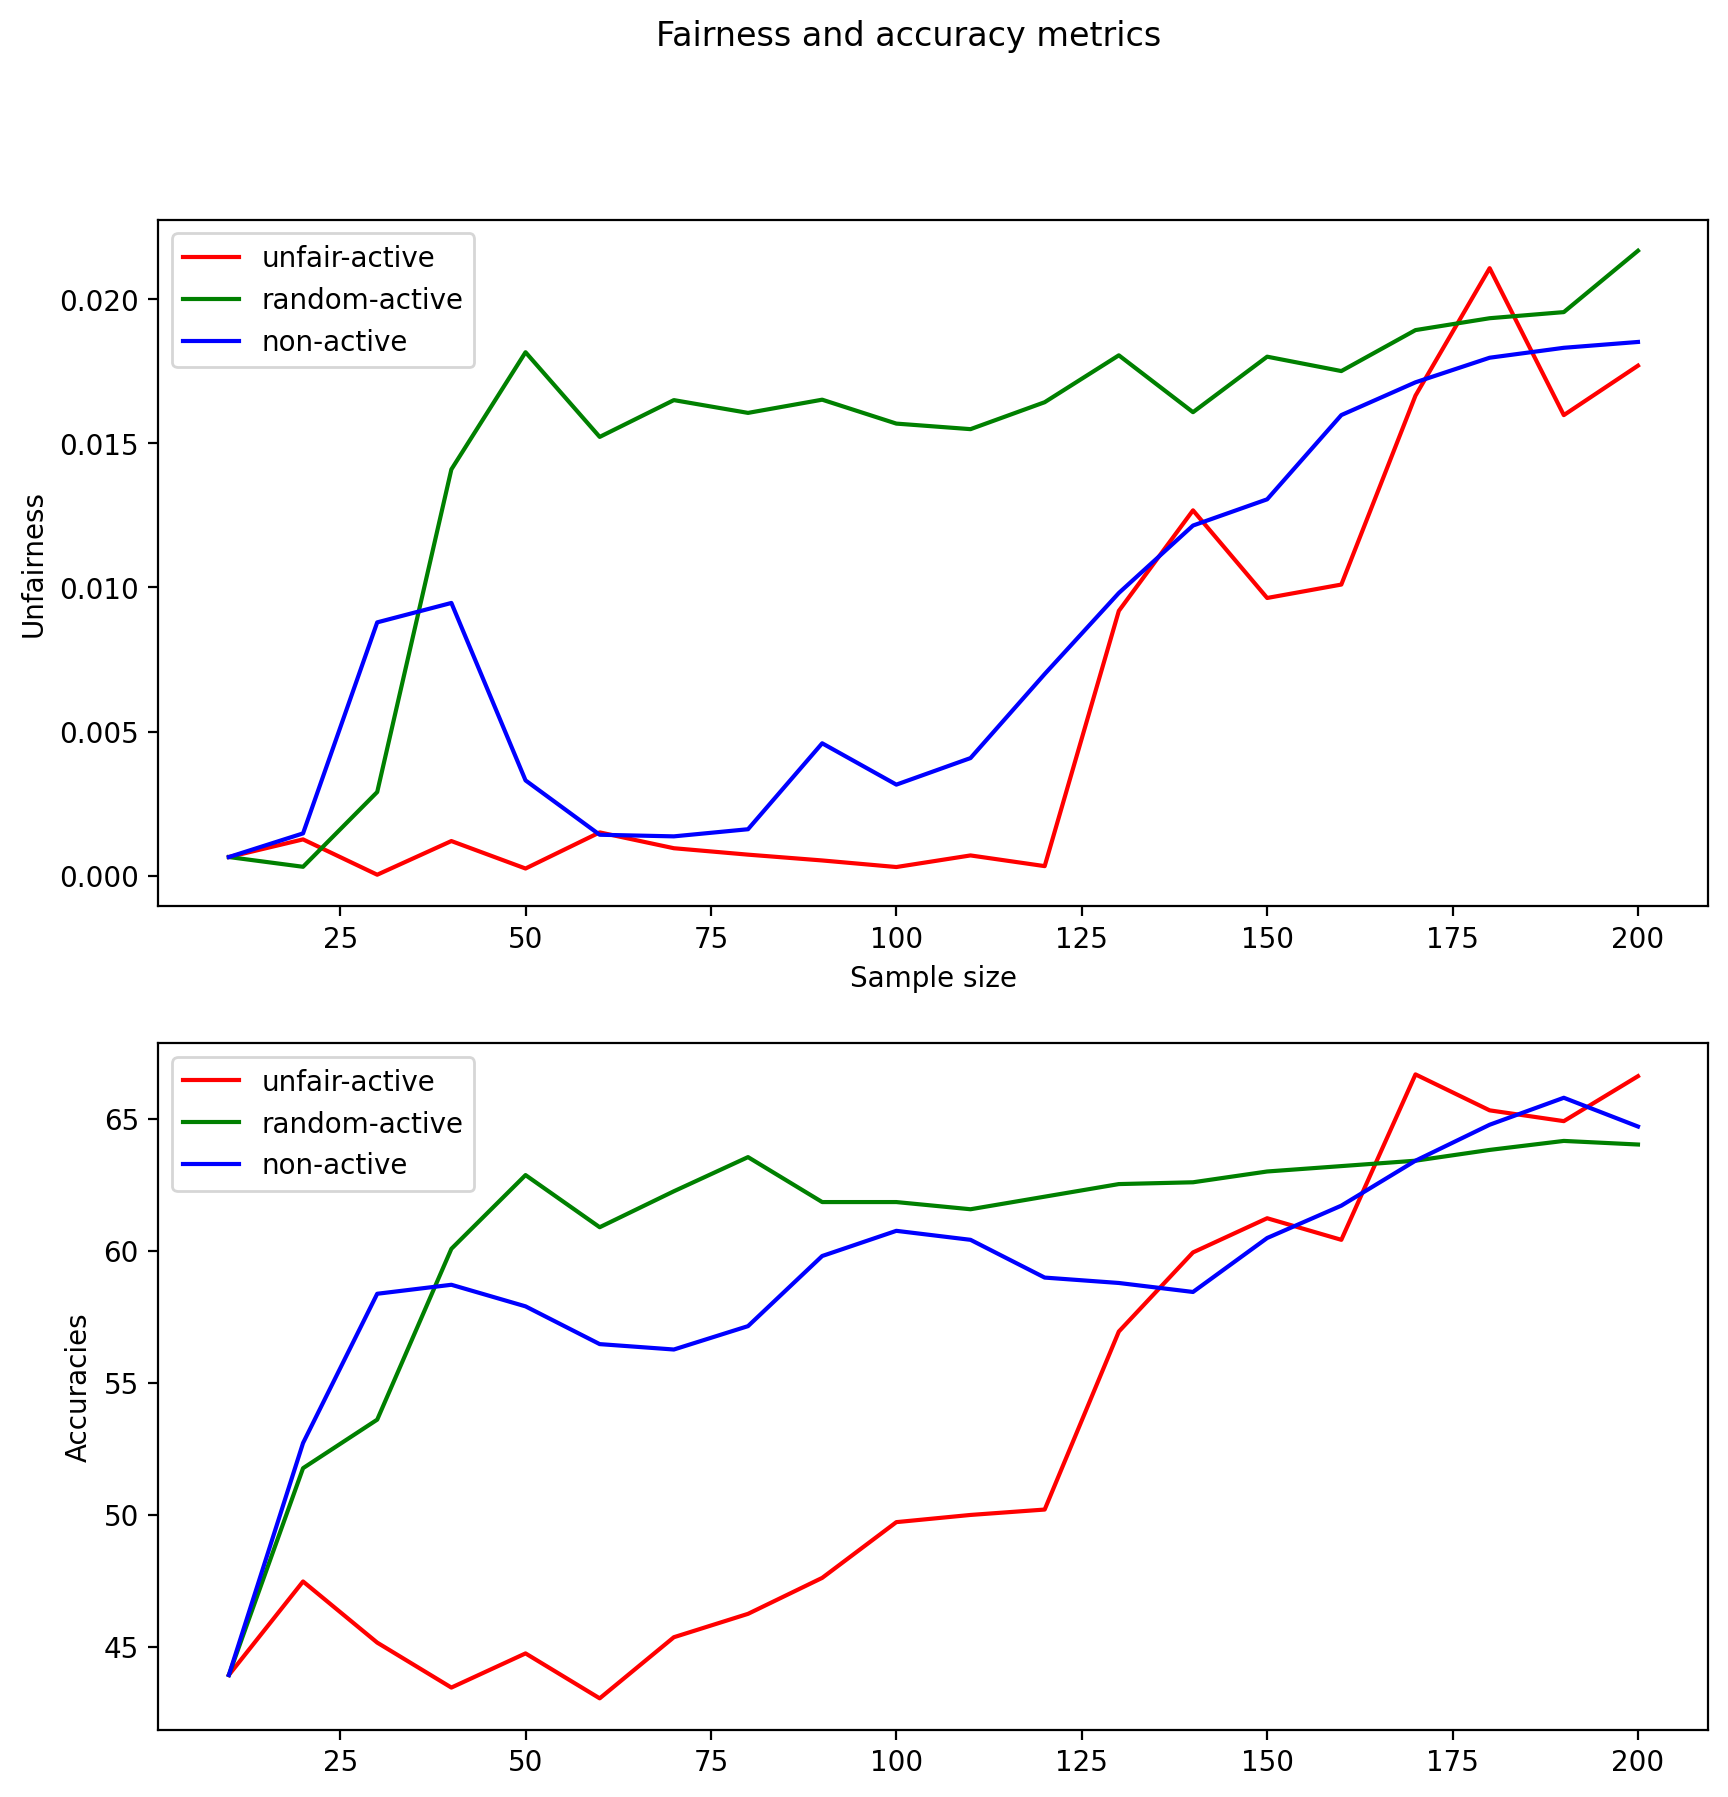 Fairness and accuracy metrics
unfair-active
random-active
non-active
0.020
0.015
0.010
0.005
0.000
Unfairness
25 50 75 100 125 150 175 200
Sample size
unfair-active
random-active
non-active
65
60
55
50
45
Accuracies
25 50 75 100 125 150 175 200